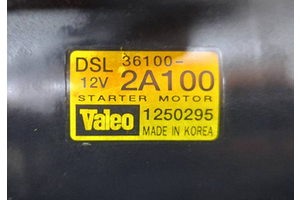 DSL 36100-
12V 2A100
STARTER MOTOR
Valeo 1250295
MADE IN KOREA